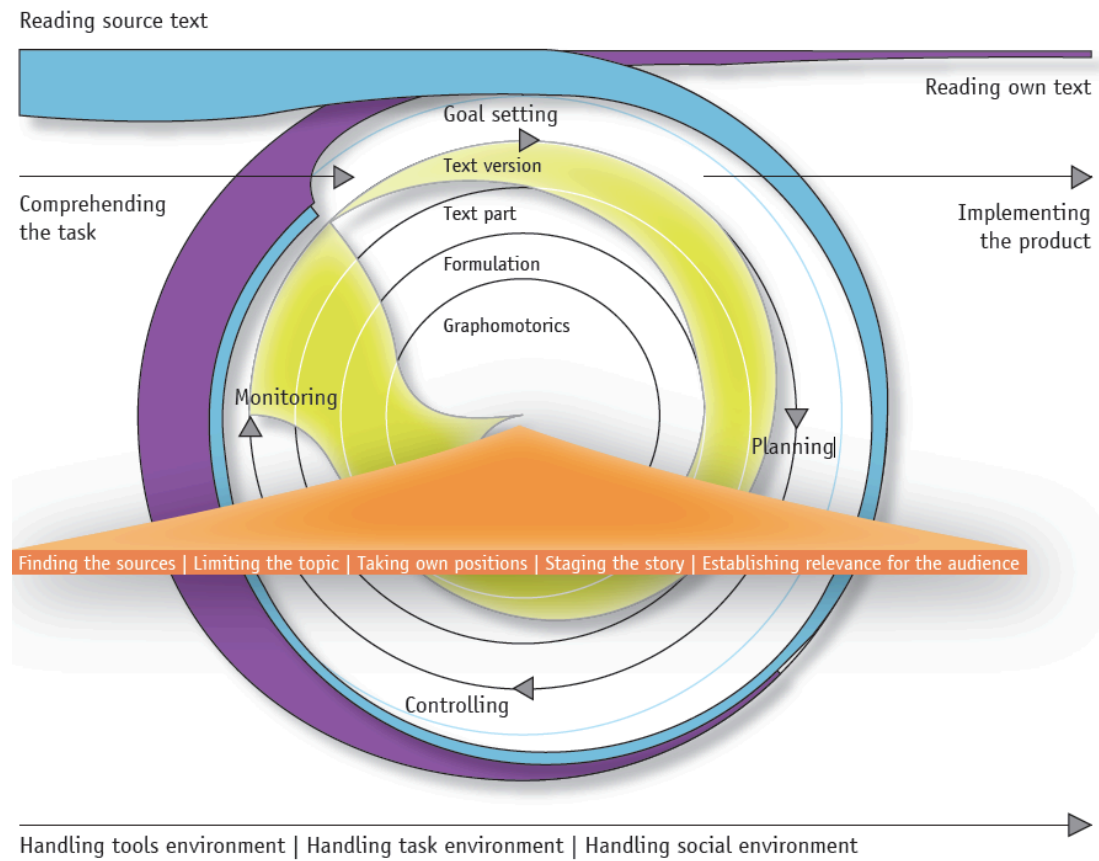 Reading source text
Reading own text
Goal setting
Text version
Comprehending
the task
Text part
Implementing
the product
Formulation
Graphomotorics
Monitoring
Planning
Finding the sources | Limiting the topic | Taking own positions | Staging the story | Establishing relevance for the audience
Controlling
Handling tools environment | Handling task environment | Handling social environment